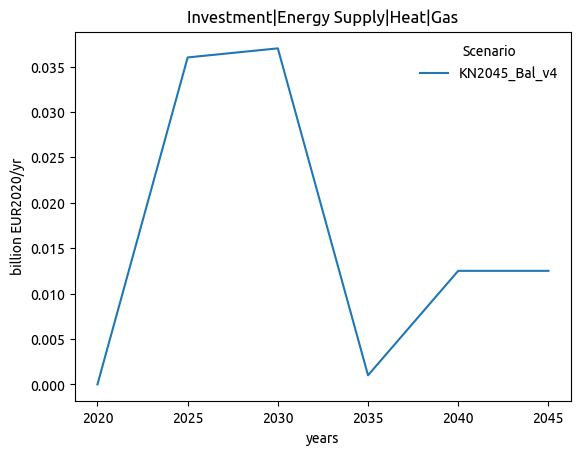 Investment|Energy Supply|Heat|Gas
Scenario
KN2045_Bal_v4
billion EUR2020/yr
0.035
0.030
0.025
0.020
0.015
0.010
0.005
0.000
2020 2025 2030 2035 2040 2045
years